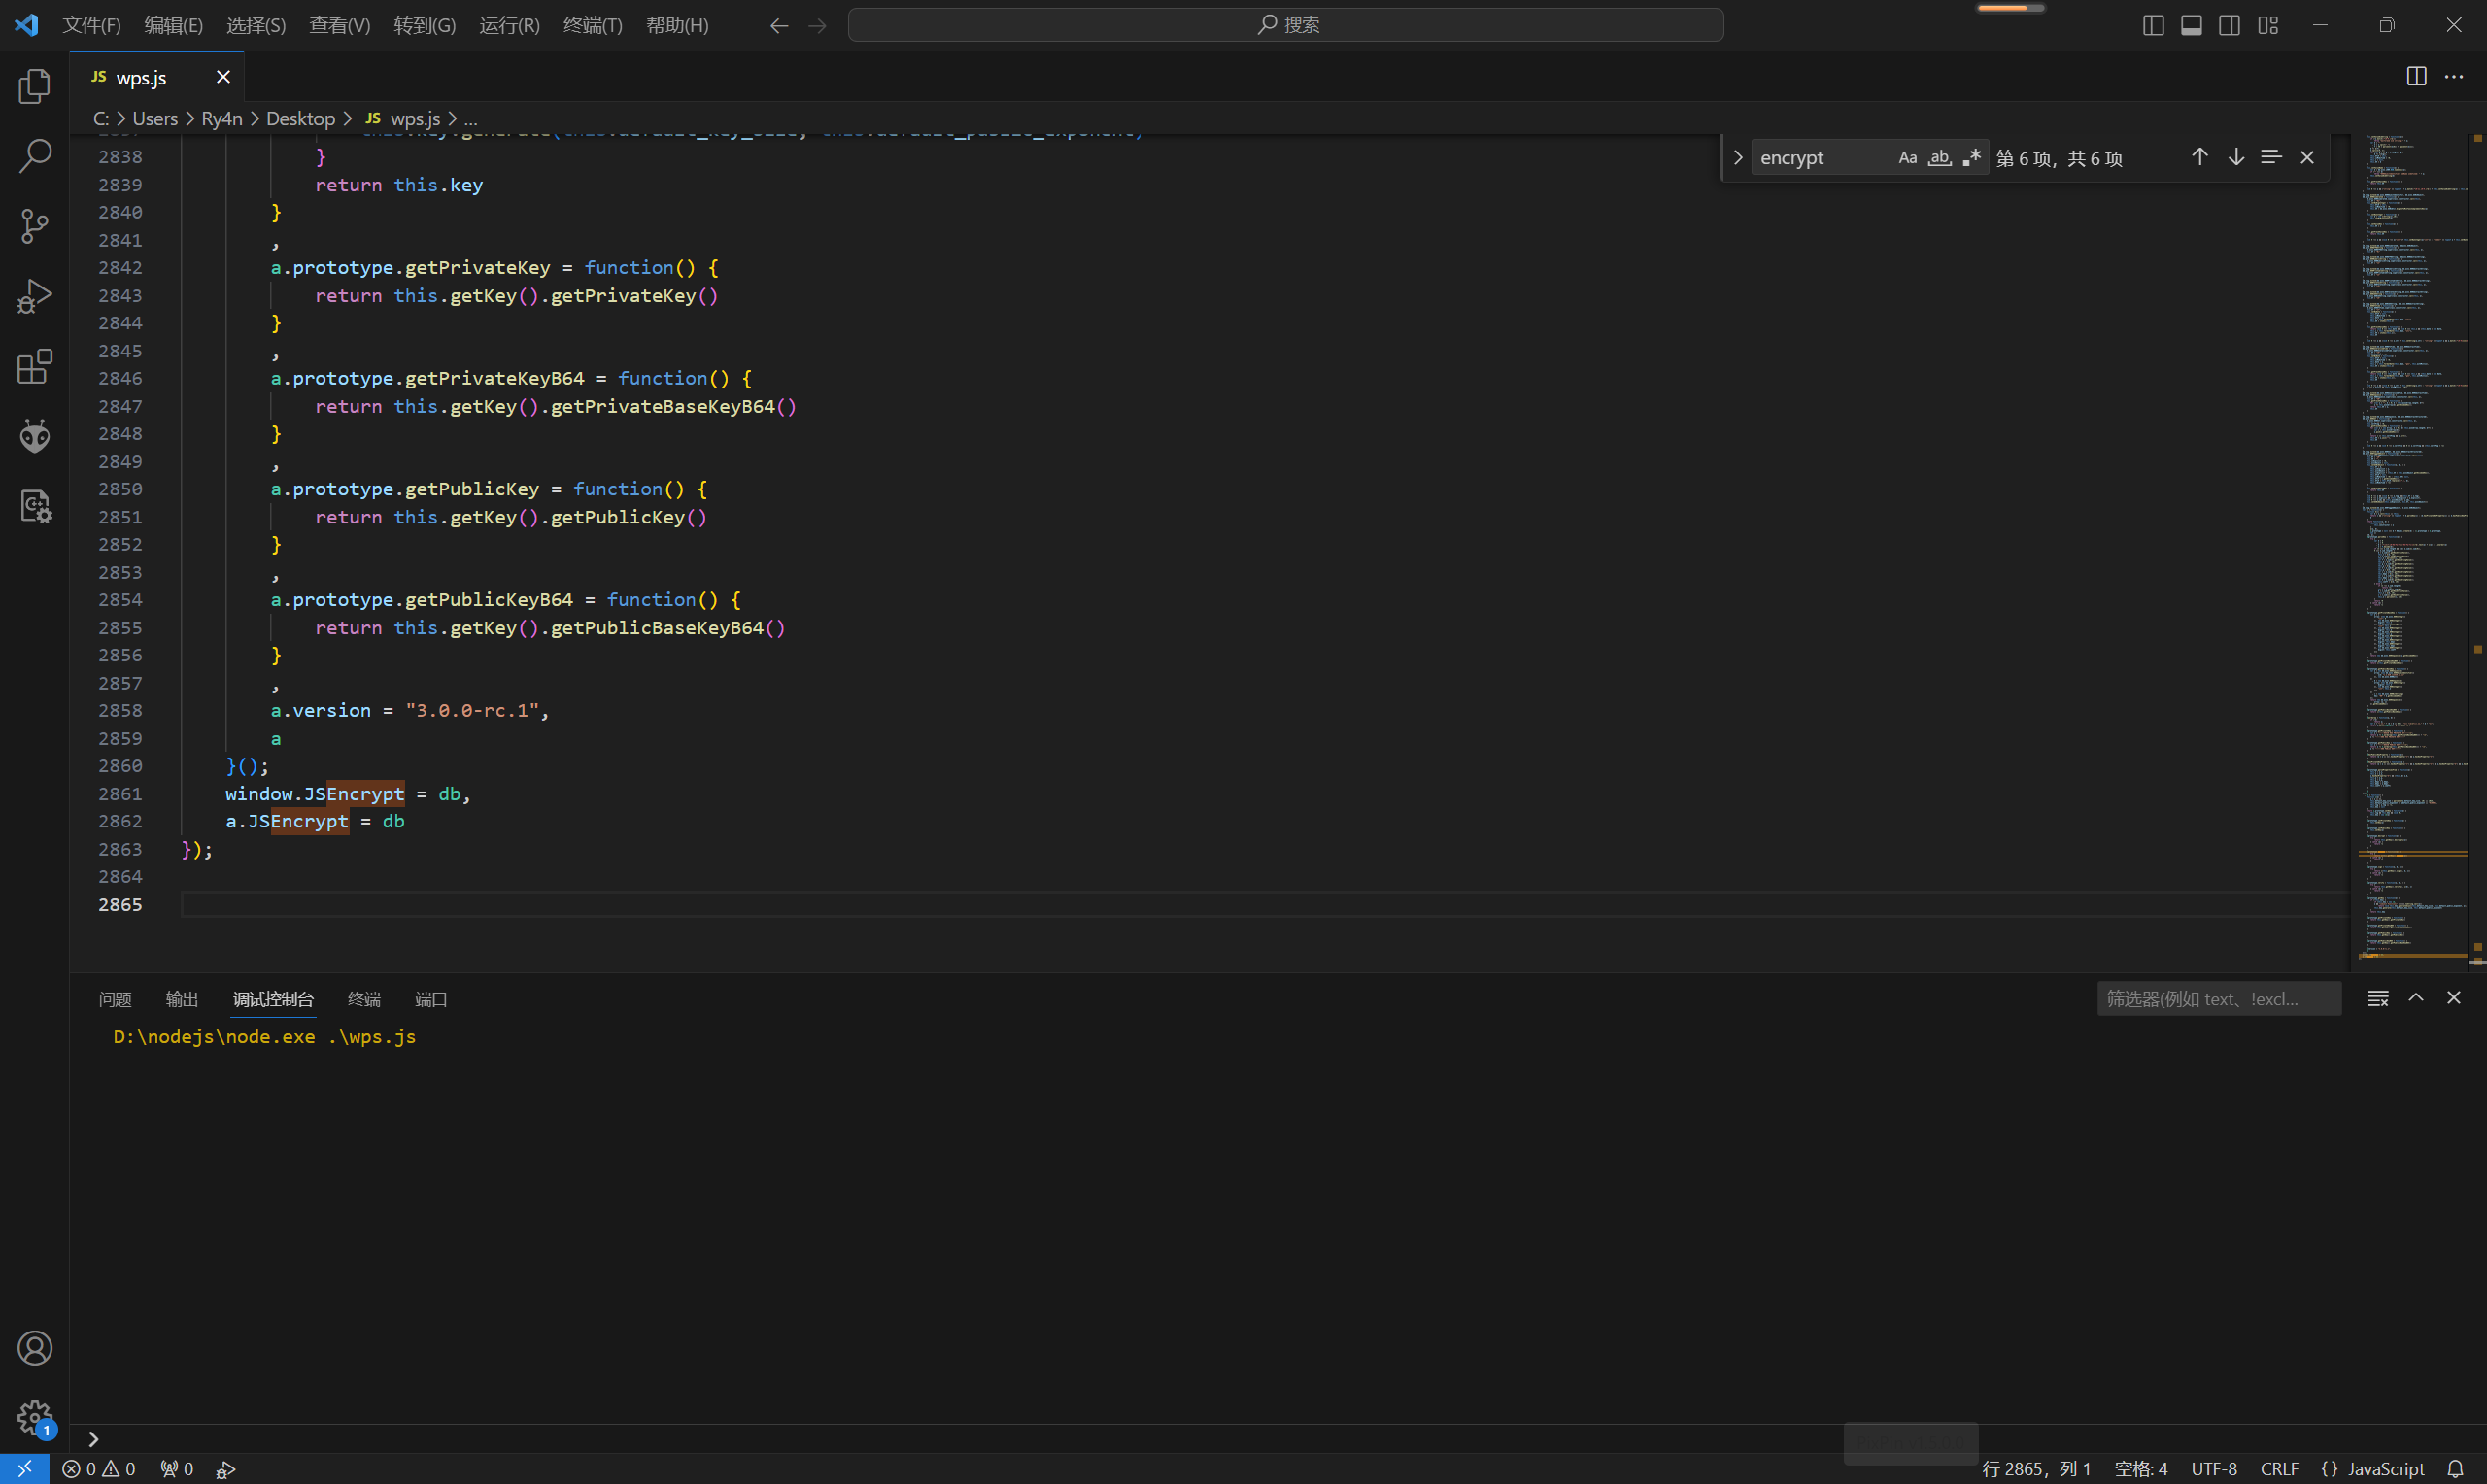 文件(F) 编辑(E) 选择(S) 查看(V) 转到(G) 运行(R) 终端(T) 帮助(H) 搜索
JS wps.js
C: > Users > Ry4n > Desktop > JS wps.js > ...
encrypt Aa ab .* 第 6 项，共 6 项
2838 }
2839 return this.key
2840 }
2841 ,
2842 a.prototype.getPrivateKey = function() {
2843 return this.getKey().getPrivateKey()
2844 }
2845 ,
2846 a.prototype.getPrivateKeyB64 = function() {
2847 return this.getKey().getPrivateBaseKeyB64()
2848 }
2849 ,
2850 a.prototype.getPublicKey = function() {
2851 return this.getKey().getPublicKey()
2852 }
2853 ,
2854 a.prototype.getPublicKeyB64 = function() {
2855 return this.getKey().getPublicBaseKeyB64()
2856 }
2857 ,
2858 a.version = "3.0.0-rc.1",
2859 a
2860 }();
2861 window.JSEncrypt = db,
2862 a.JSEncrypt = db
2863 });
2864
2865
问题 输出 调试控制台 终端 端口 筛选器(例如 text、!excl...
D:\nodejs\node.exe .\wps.js
1
0 0 0 行 2865，列 1 空格: 4 UTF-8 CRLF {} JavaScript